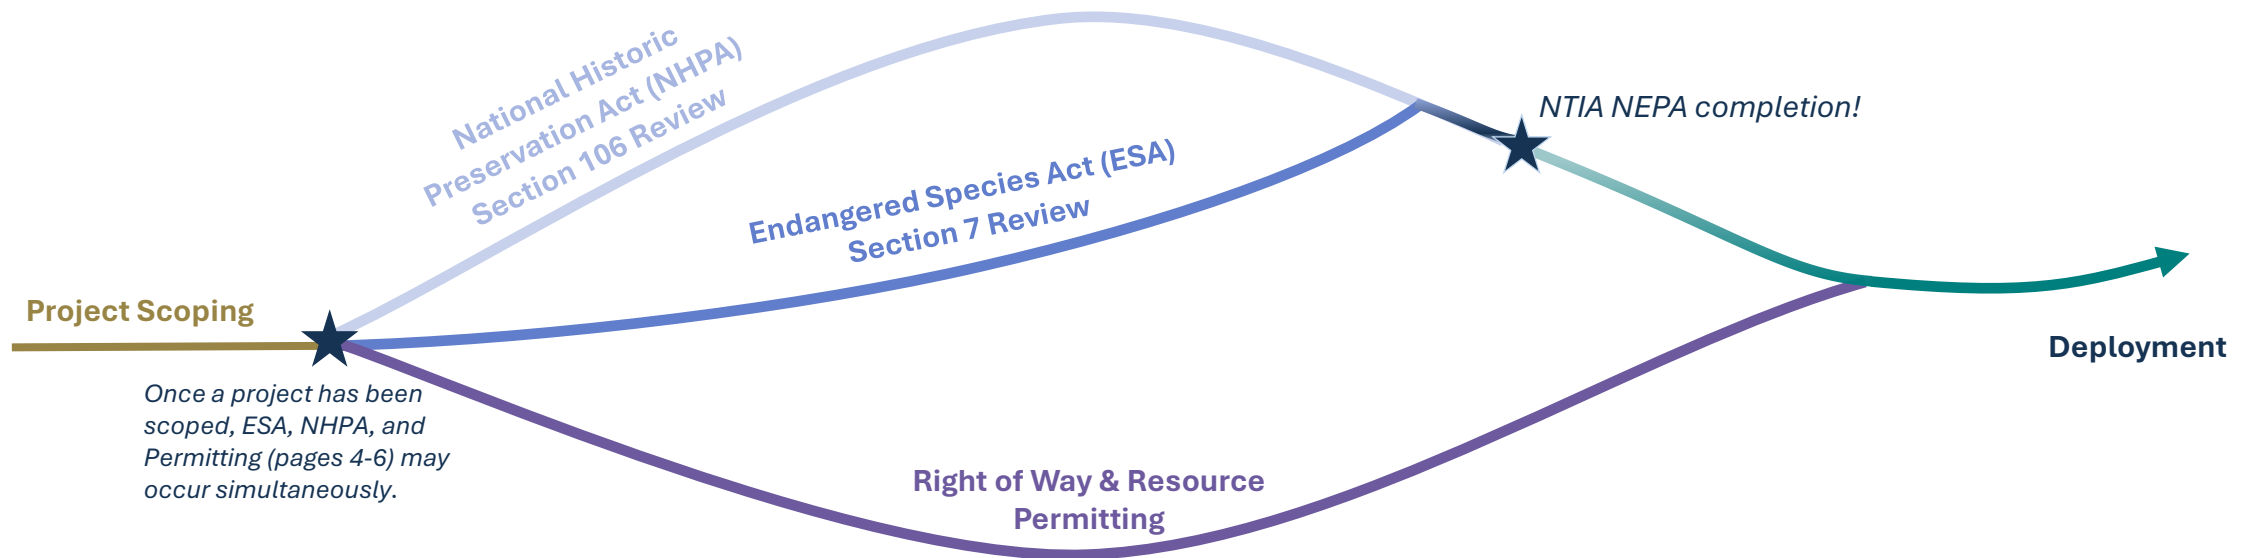 National Historic
Preservation Act (NHPA)
Section 106 Review
NTIA NEPA completion!
Endangered Species Act (ESA)
Section 7 Review
Project Scoping
Once a project has been
scoped, ESA, NHPA, and
Permitting (pages 4-6) may
occur simultaneously.
Deployment
Right of Way & Resource
Permitting